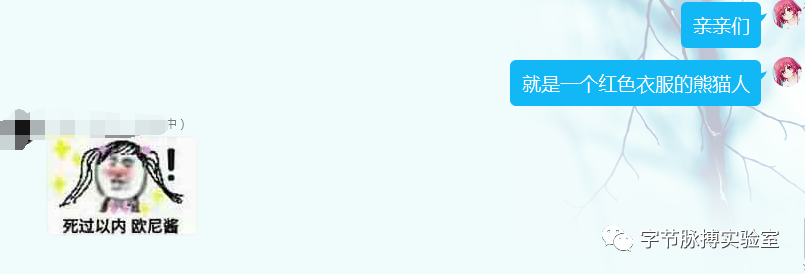 亲亲们
就是一个红色衣服的熊猫人
中）
！
死过以内 欧尼酱
字节脉搏实验室